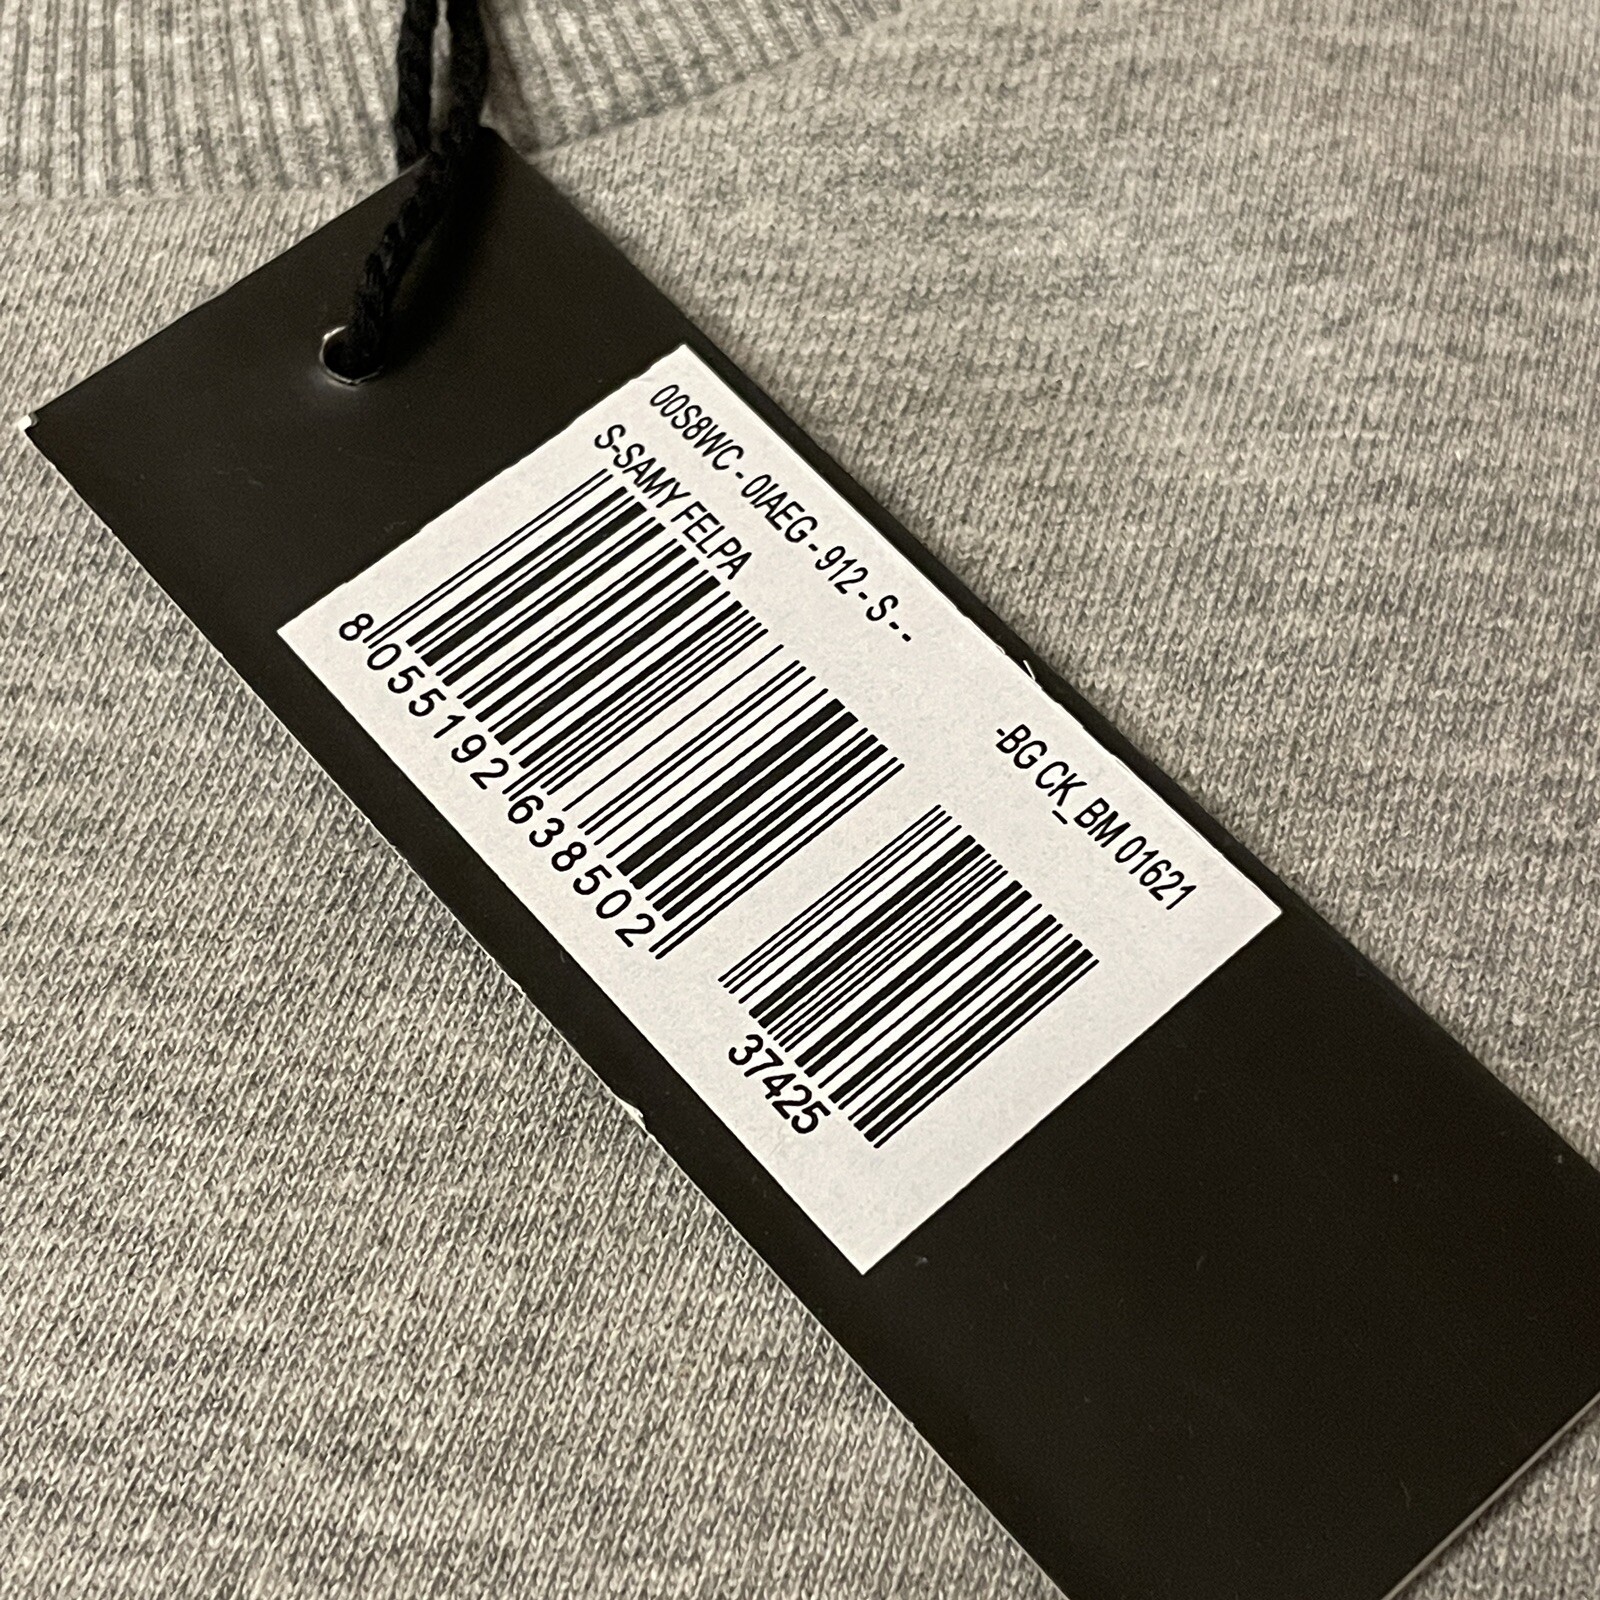 00S8WC - 0IAEG - 912 - S - - -BG CK_BM 01621
S-SAMY FELPA
8 055192 638502
37425